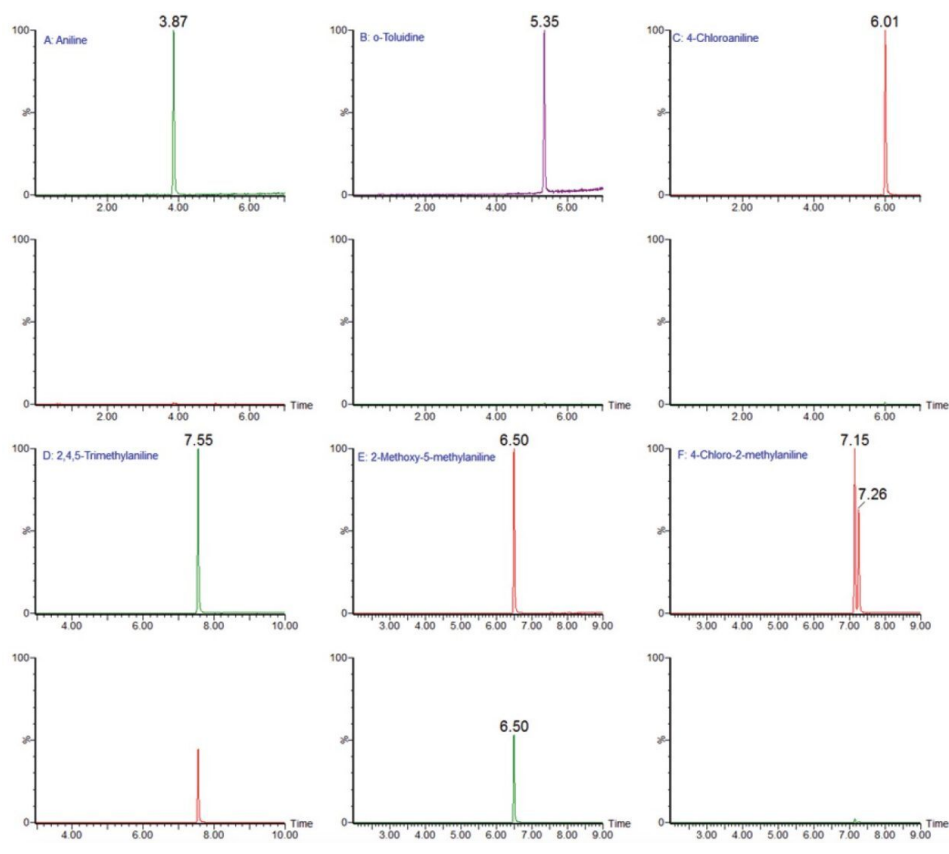 3.87
100
A: Aniline
%
0
2.00 4.00 6.00
5.35
100
B: o-Toluidine
%
0
2.00 4.00 6.00
6.01
100
C: 4-Chloroaniline
%
0
2.00 4.00 6.00
100
%
0
2.00 4.00 6.00 Time
100
%
0
2.00 4.00 6.00 Time
100
%
0
2.00 4.00 6.00 Time
7.55
100
D: 2,4,5-Trimethylaniline
%
0
4.00 6.00 8.00 10.00
6.50
100
E: 2-Methoxy-5-methylaniline
%
0
3.00 4.00 5.00 6.00 7.00 8.00 9.00
7.15
100
F: 4-Chloro-2-methylaniline
7.26
%
0
3.00 4.00 5.00 6.00 7.00 8.00 9.00
100
%
0
4.00 6.00 8.00 10.00 Time
100
6.50
%
0
3.00 4.00 5.00 6.00 7.00 8.00 9.00 Time
100
%
0
3.00 4.00 5.00 6.00 7.00 8.00 9.00 Time